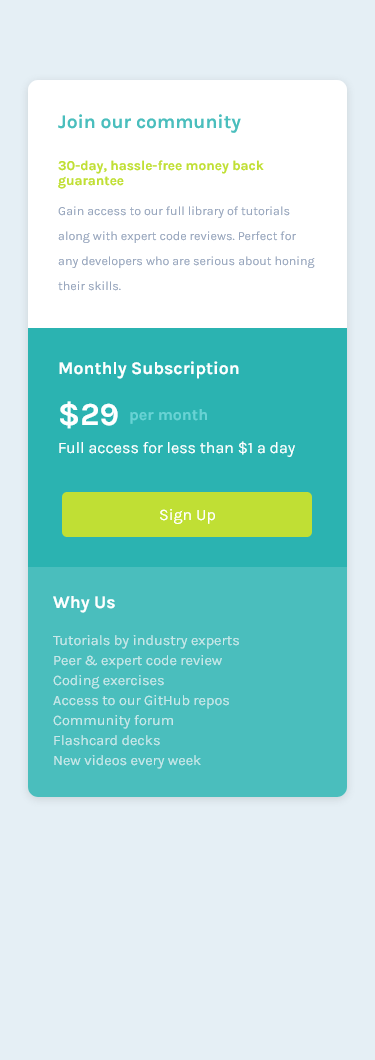 Join our community
30-day, hassle-free money back
guarantee
Gain access to our full library of tutorials
along with expert code reviews. Perfect for
any developers who are serious about honing
their skills.
Monthly Subscription
$29 per month
Full access for less than $1 a day
Sign Up
Why Us
Tutorials by industry experts
Peer & expert code review
Coding exercises
Access to our GitHub repos
Community forum
Flashcard decks
New videos every week